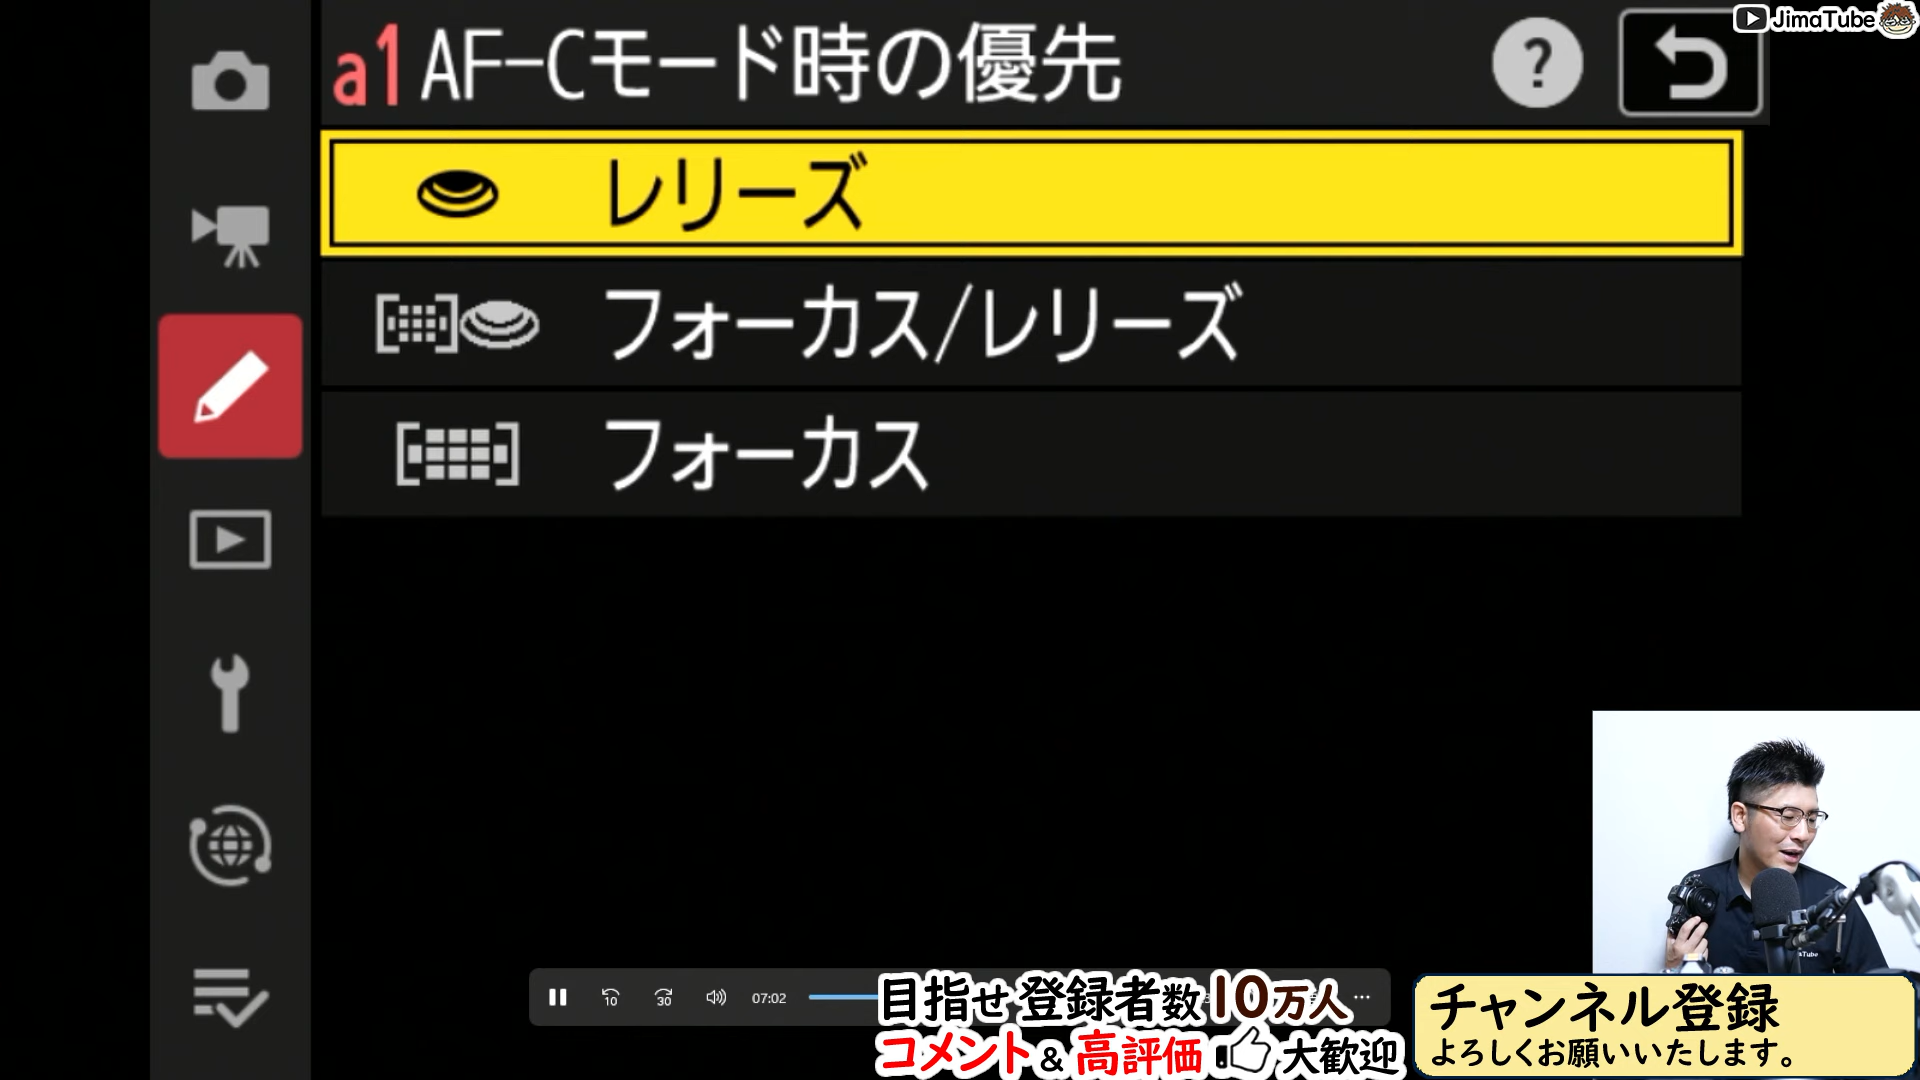 JimaTube
a1 AF-Cモード時の優先
?
レリーズ
フォーカス/レリーズ
フォーカス
10
30
07:02
目指せ 登録者数10万人
コメント&高評価 大歓迎
チャンネル登録
よろしくお願いいたします。